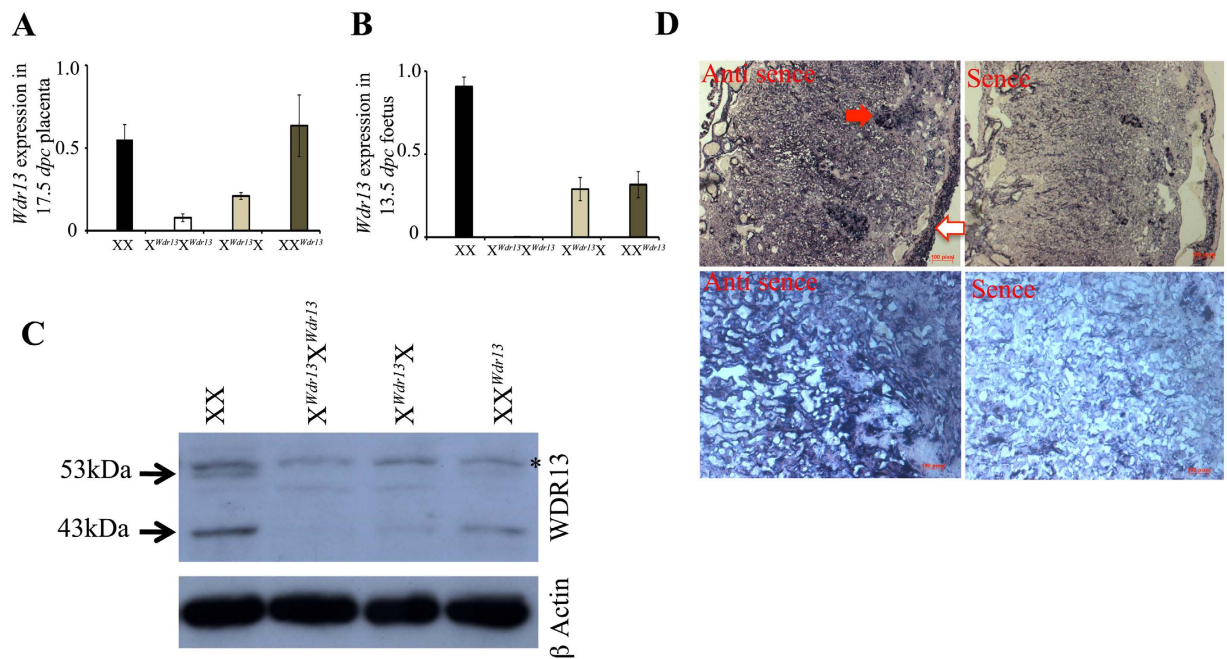 A
Wdr13 expression in
17.5 dpc placenta
1.0
0.5
0
XX
XWdr13XWdr13
XWdr13X
XXWdr13
B
Wdr13 expression in
13.5 dpc foetus
1.0
0.5
0
XX
XWdr13XWdr13
XWdr13X
XXWdr13
C
XX
XWdr13XWdr13
XWdr13X
XXWdr13
53kDa
43kDa
*
WDR13
β Actin
D
Anti sence
Sence
100 pixel
Anti sence
Sence